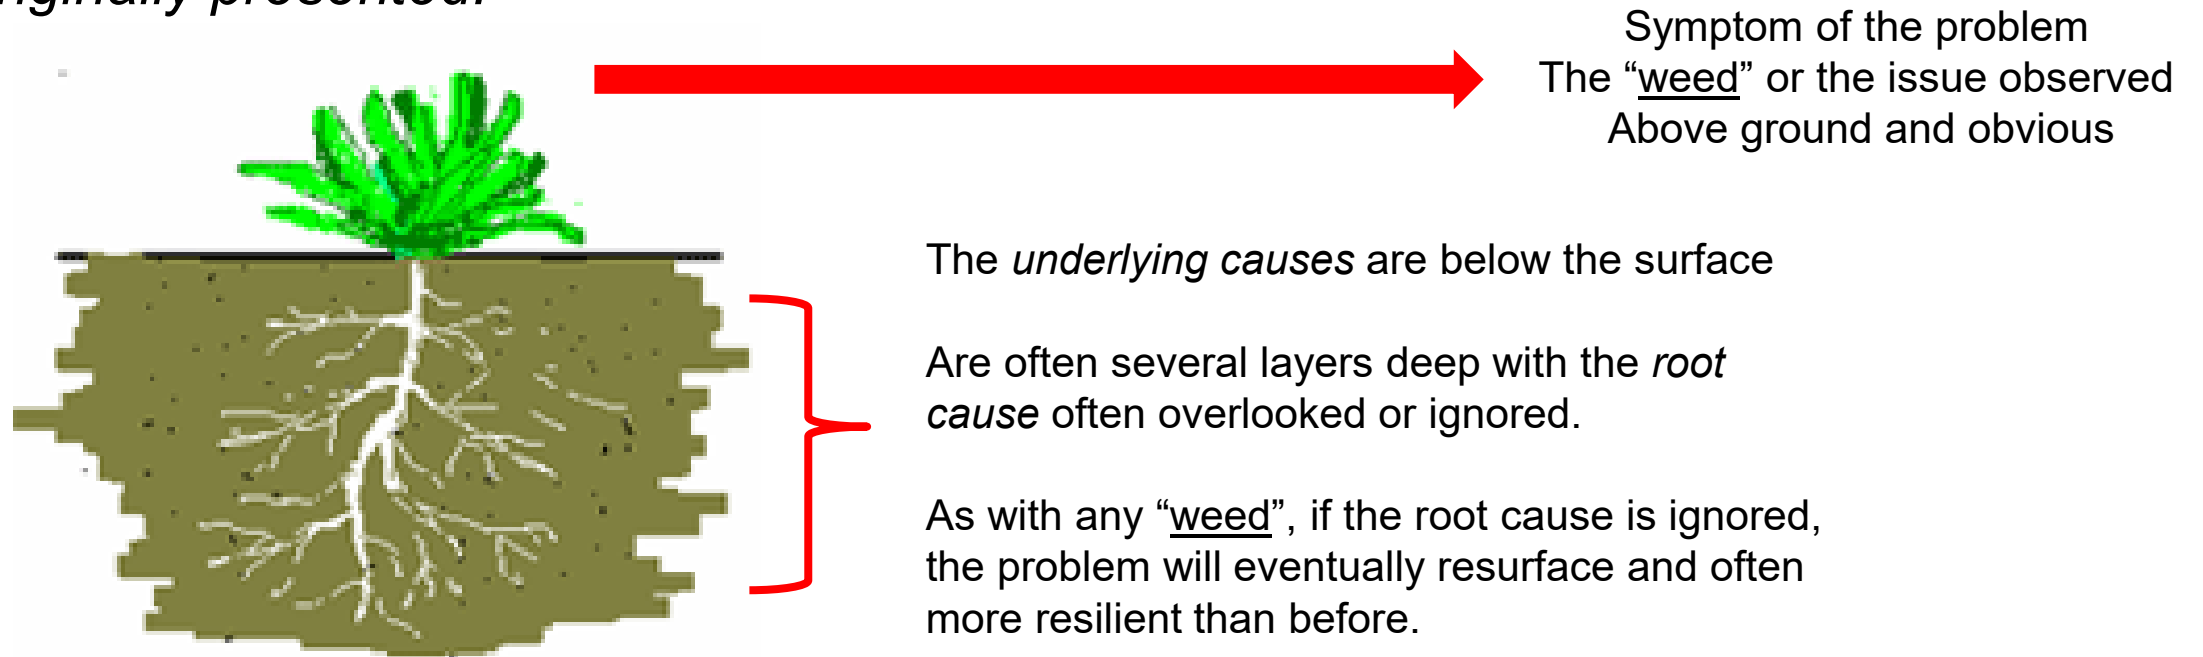 presented.
Symptom of the problem
The “weed” or the issue observed
Above ground and obvious
The underlying causes are below the surface
Are often several layers deep with the root
cause often overlooked or ignored.
As with any “weed”, if the root cause is ignored,
the problem will eventually resurface and often
more resilient than before.